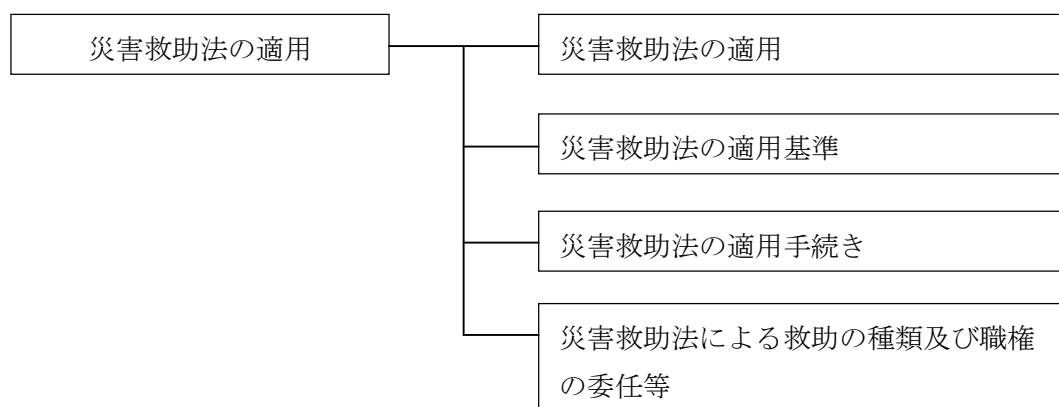 災害救助法の適用
災害救助法の適用
災害救助法の適用基準
災害救助法の適用手続き
災害救助法による救助の種類及び職権
の委任等